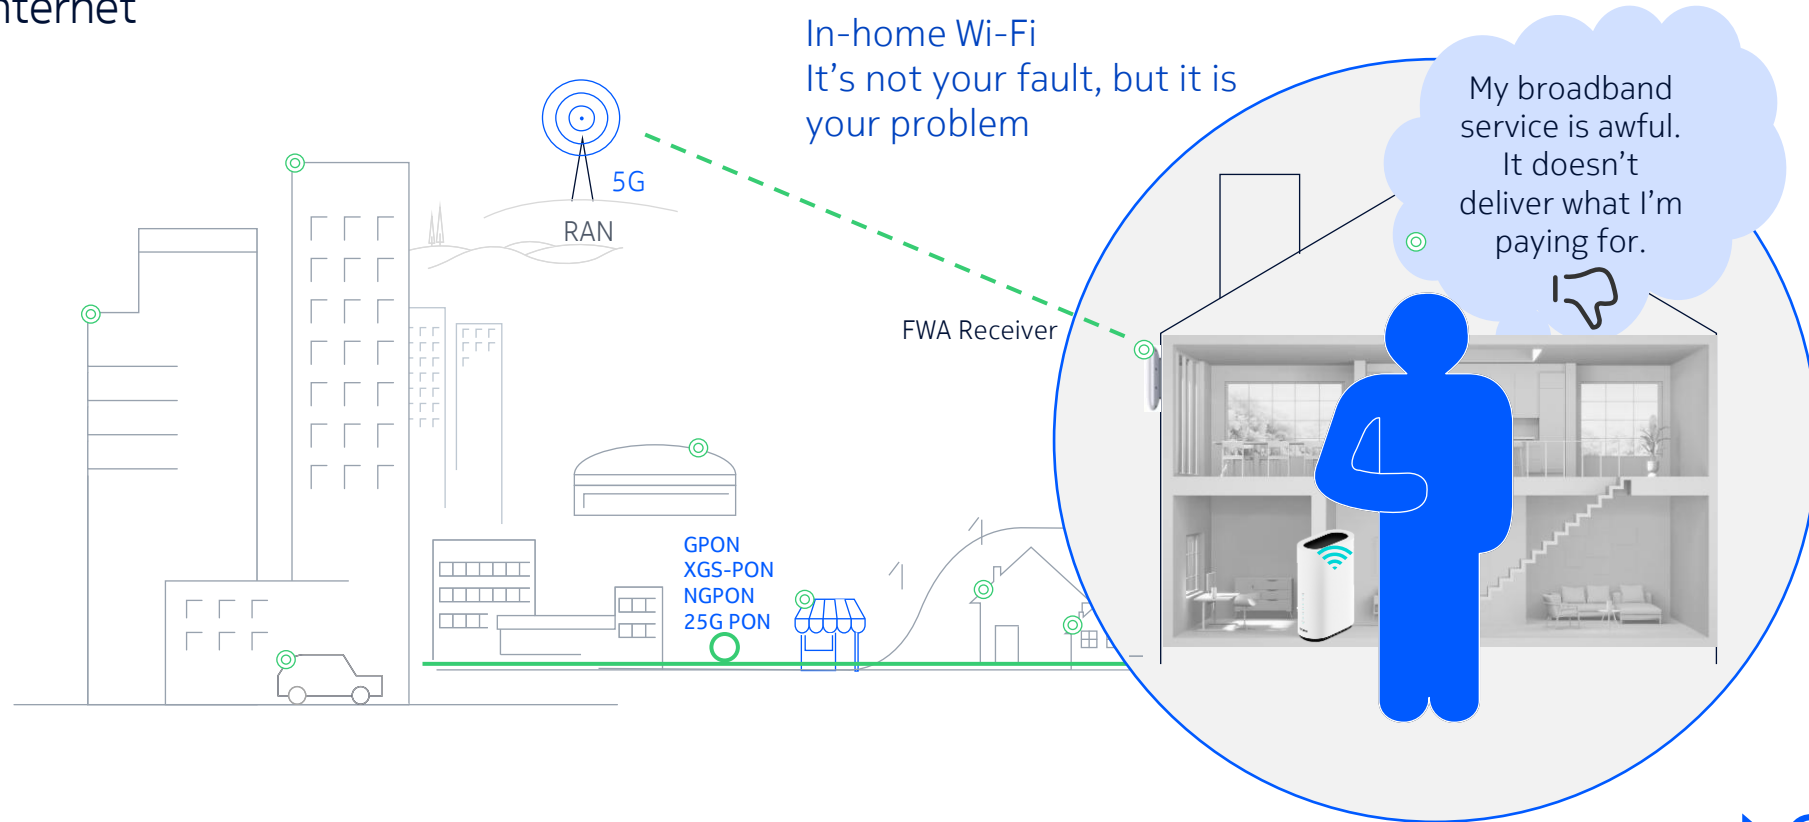 In-home Wi-Fi
It's not your fault, but it is
your problem
My broadband
service is awful.
It doesn't
deliver what I'm
paying for.
5G
RAN
FWA Receiver
GPON
XGS-PON
NGPON
25G PON